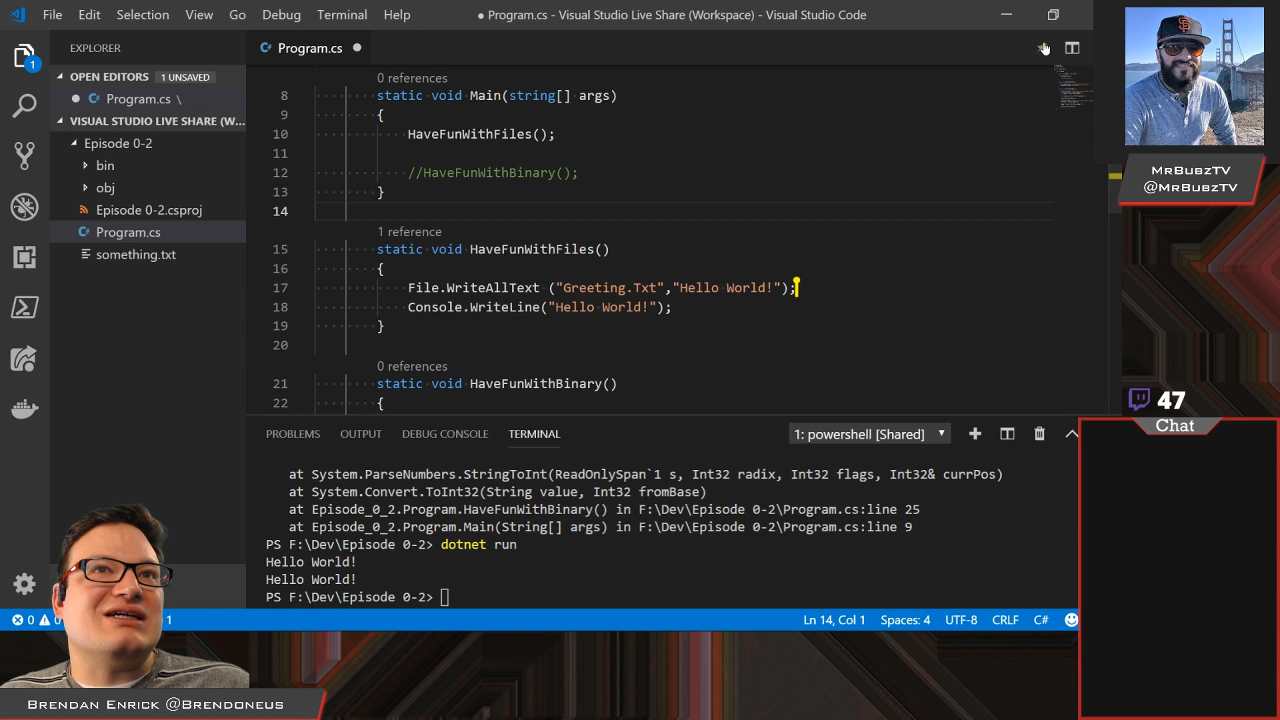 File Edit Selection View Go Debug Terminal Help
● Program.cs - Visual Studio Live Share (Workspace) - Visual Studio Code
EXPLORER
OPEN EDITORS 1 UNSAVED
Program.cs \
VISUAL STUDIO LIVE SHARE (W...
Episode 0-2
bin
obj
Episode 0-2.csproj
Program.cs
something.txt
1
Program.cs
0 references
8 static void Main(string[] args)
9 {
10 HaveFunWithFiles();
11
12 //HaveFunWithBinary();
13 }
14
1 reference
15 static void HaveFunWithFiles()
16 {
17 File.WriteAllText ("Greeting.Txt","Hello World!");
18 Console.WriteLine("Hello World!");
19 }
20
0 references
21 static void HaveFunWithBinary()
22 {
PROBLEMS OUTPUT DEBUG CONSOLE TERMINAL 1: powershell [Shared]
at System.ParseNumbers.StringToInt(ReadOnlySpan`1 s, Int32 radix, Int32 flags, Int32& currPos)
at System.Convert.ToInt32(String value, Int32 fromBase)
at Episode_0_2.Program.HaveFunWithBinary() in F:\Dev\Episode 0-2\Program.cs:line 25
at Episode_0_2.Program.Main(String[] args) in F:\Dev\Episode 0-2\Program.cs:line 9
PS F:\Dev\Episode 0-2> dotnet run
Hello World!
Hello World!
PS F:\Dev\Episode 0-2>
0 1 Ln 14, Col 1 Spaces: 4 UTF-8 CRLF C#
MrBubzTV
@MrBubzTV
47
Chat
Brendan Enrick @Brendoneus